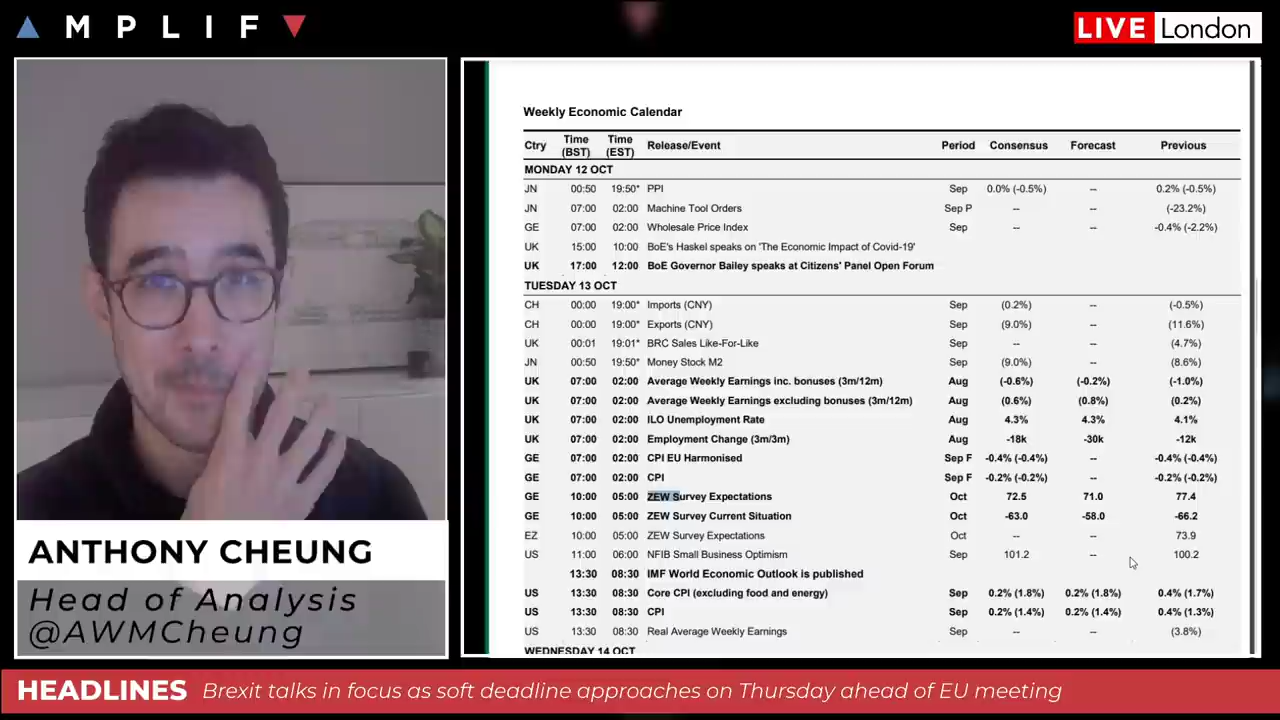 AMPLIFY
LIVE London
Weekly Economic Calendar
Ctry Time (BST) Time (EST) Release/Event Period Consensus Forecast Previous
MONDAY 12 OCT
JN 00:50 19:50* PPI Sep 0.0% (-0.5%) 0.2% (-0.5%)
JN 07:00 02:00 Machine Tool Orders Sep P -- -- (-23.2%)
GE 07:00 02:00 Wholesale Price Index Sep -- -- -0.4% (-2.2%)
UK 15:00 10:00 BoE's Haskel speaks on 'The Economic Impact of Covid-19'
UK 17:00 12:00 BoE Governor Bailey speaks at Citizens' Panel Open Forum
TUESDAY 13 OCT
CH 00:00 19:00* Imports (CNY) Sep (0.2%) -- (-0.5%)
CH 00:00 19:00* Exports (CNY) Sep (9.0%) -- (11.6%)
UK 00:01 19:01* BRC Sales Like-For-Like Sep -- -- (4.7%)
JN 00:50 19:50* Money Stock M2 Sep (9.0%) -- (8.6%)
UK 07:00 02:00 Average Weekly Earnings inc. bonuses (3m/12m) Aug (-0.6%) (-0.2%) (-1.0%)
UK 07:00 02:00 Average Weekly Earnings excluding bonuses (3m/12m) Aug (0.6%) (0.8%) (0.2%)
UK 07:00 02:00 ILO Unemployment Rate Aug 4.3% 4.3% 4.1%
UK 07:00 02:00 Employment Change (3m/3m) Aug -18k -30k -12k
GE 07:00 02:00 CPI EU Harmonised Sep F -0.4% (-0.4%) -- -0.4% (-0.4%)
GE 07:00 02:00 CPI Sep F -0.2% (-0.2%) -- -0.2% (-0.2%)
GE 10:00 05:00 ZEW Survey Expectations Oct 72.5 71.0 77.4
GE 10:00 05:00 ZEW Survey Current Situation Oct -63.0 -58.0 -66.2
EZ 10:00 05:00 ZEW Survey Expectations Oct -- -- 73.9
US 11:00 06:00 NFIB Small Business Optimism Sep 101.2 -- 100.2
13:30 08:30 IMF World Economic Outlook is published
US 13:30 08:30 Core CPI (excluding food and energy) Sep 0.2% (1.8%) 0.2% (1.8%) 0.4% (1.7%)
US 13:30 08:30 CPI Sep 0.2% (1.4%) 0.2% (1.4%) 0.4% (1.3%)
US 13:30 08:30 Real Average Weekly Earnings Sep -- -- (3.8%)
WEDNESDAY 14 OCT
ANTHONY CHEUNG
Head of Analysis
@AWMCheung
HEADLINES Brexit talks in focus as soft deadline approaches on Thursday ahead of EU meeting